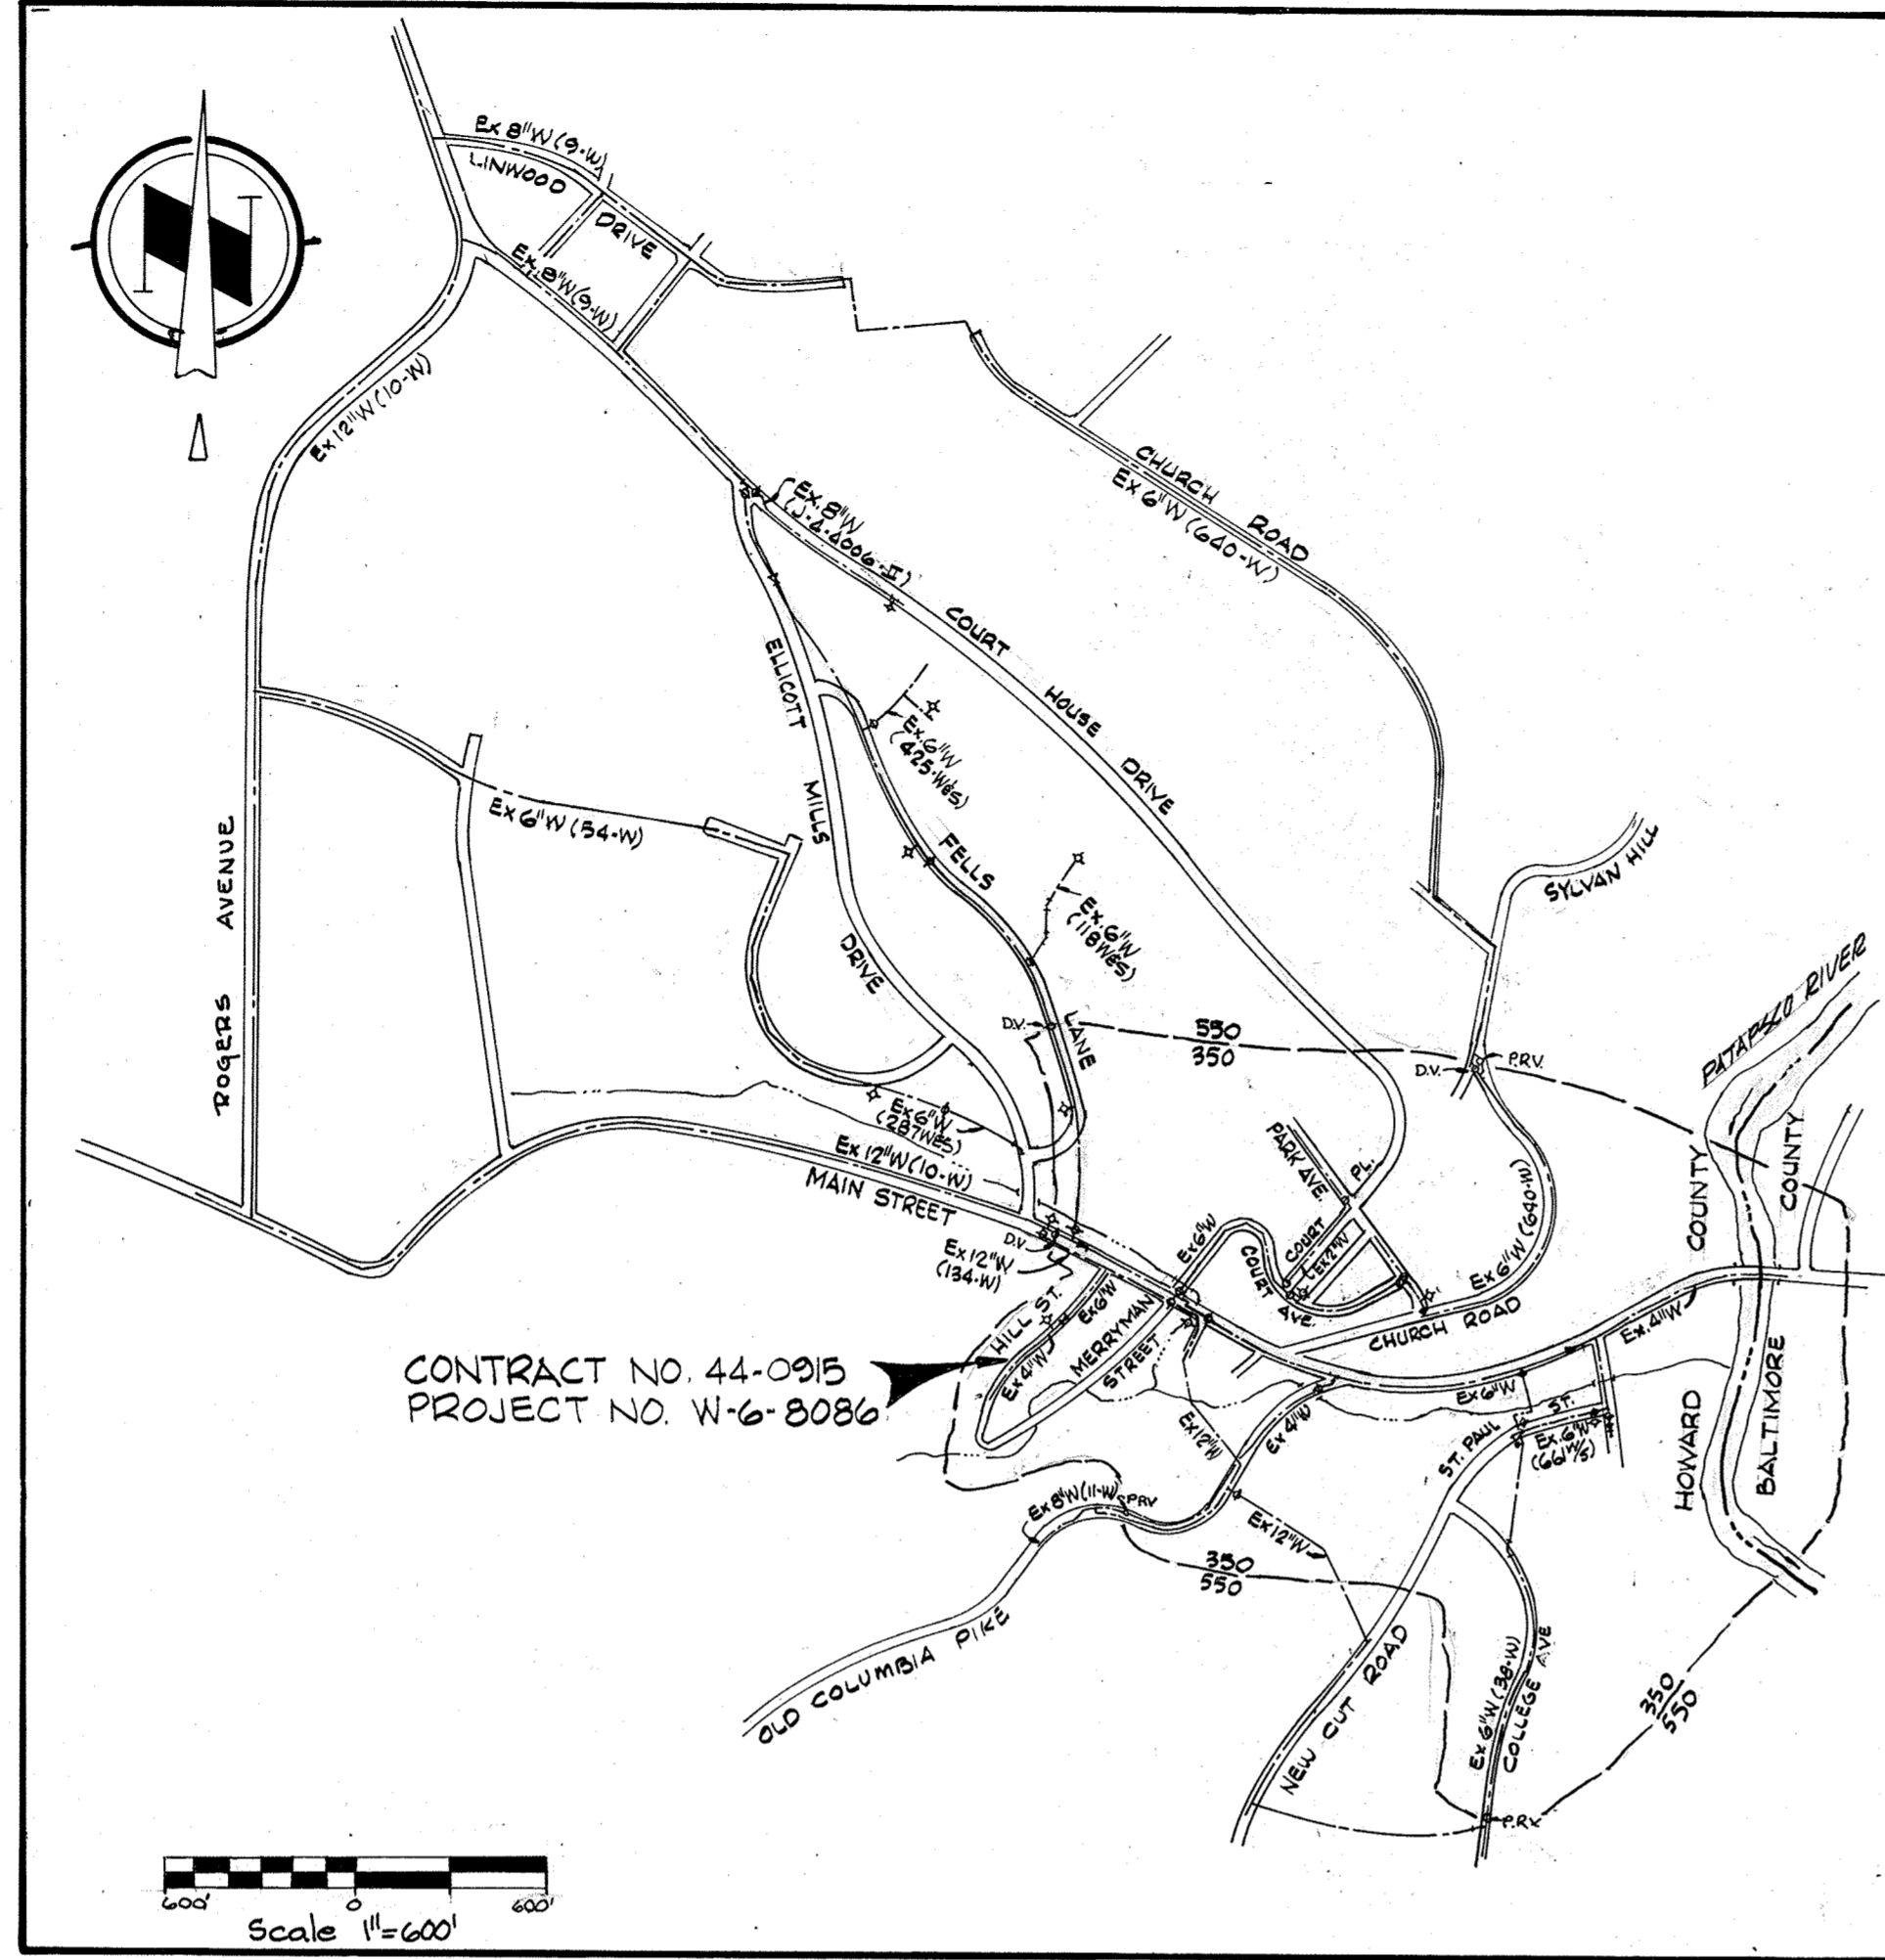 Ex 8"W (9-W)
LINWOOD
DRIVE
Ex. 8"W (9-W)
Ex 12"W (10-W)
CHURCH ROAD
Ex 6"W (640-W)
Ex. 8"W
(J-4-4006-II)
COURT HOUSE DRIVE
ELLICOTT MILLS DRIVE
Ex. 6"W
(425-W&S)
Ex 6"W (54-W)
FELLS LANE
Ex. 6"W
(118W&S)
SYLVAN HILL
ROGERS AVENUE
PATAPSCO RIVER
D.V.
550
350
P.R.V.
D.V.
Ex 6"W
(287W&S)
Ex 12"W (10-W)
MAIN STREET
PARK AVE.
COURT PL.
Ex 2"W
Ex 6"W
COURT AVE.
Ex 6"W (640-W)
CHURCH ROAD
HOWARD COUNTY
BALTIMORE COUNTY
D.V.
Ex 12"W
(134-W)
HILL ST.
Ex 6"W
Ex 4"W
MERRYMAN
STREET
Ex. 4"W
CONTRACT NO. 44-0915
PROJECT NO. W-6-8086
Ex 12"W
Ex 4"W
Ex 6"W
ST. PAUL ST.
Ex. 6"W
(661W/S)
Ex 8"W (11-W)
PRV
Ex 12"W
350
550
OLD COLUMBIA PIKE
NEW CUT ROAD
Ex 6"W (38-W)
COLLEGE AVE
350
550
600' 0 600'
Scale 1"=600'